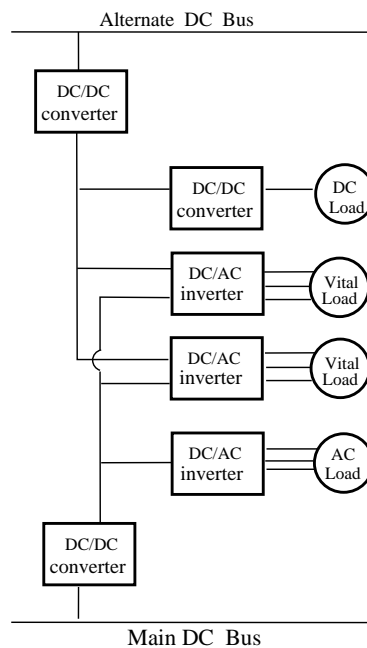 Alternate DC Bus
DC/DC
converter
DC/DC
converter
DC
Load
DC/AC
inverter
Vital
Load
DC/AC
inverter
Vital
Load
DC/AC
inverter
AC
Load
DC/DC
converter
Main DC Bus